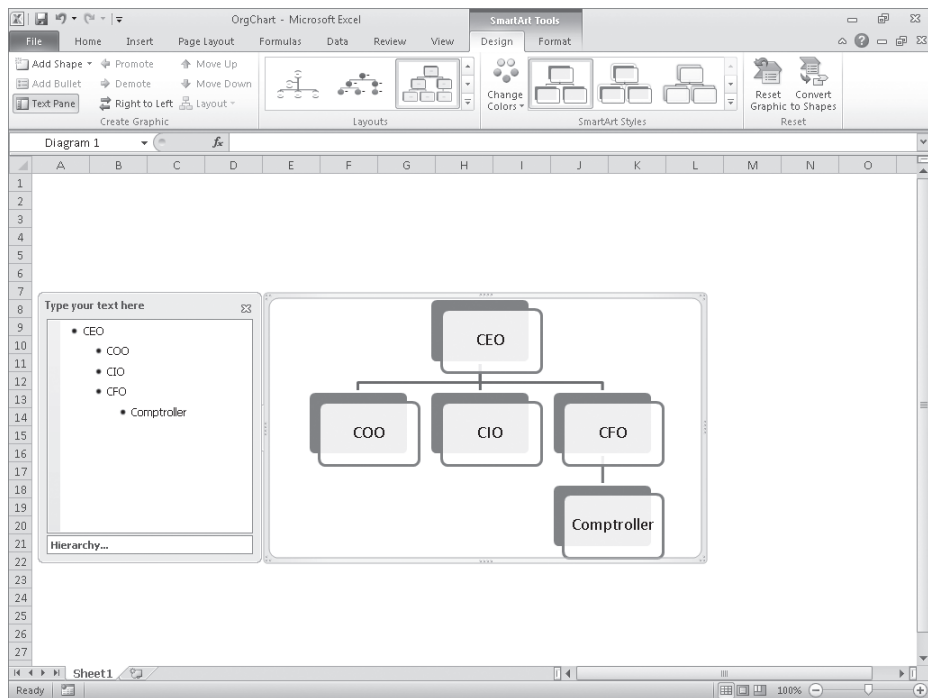 OrgChart - Microsoft Excel
SmartArt Tools
File Home Insert Page Layout Formulas Data Review View Design Format
Add Shape Promote Move Up
Add Bullet Demote Move Down
Text Pane Right to Left Layout
Change Colors
Reset Graphic
Convert to Shapes
Create Graphic Layouts SmartArt Styles Reset
Diagram 1 fx
A B C D E F G H I J K L M N O
1
2
3
4
5
6
7
8
9
10
11
12
13
14
15
16
17
18
19
20
21
22
23
24
25
26
27
Type your text here
• CEO
• COO
• CIO
• CFO
• Comptroller
Hierarchy...
CEO
COO CIO CFO
Comptroller
Sheet1
Ready 100%